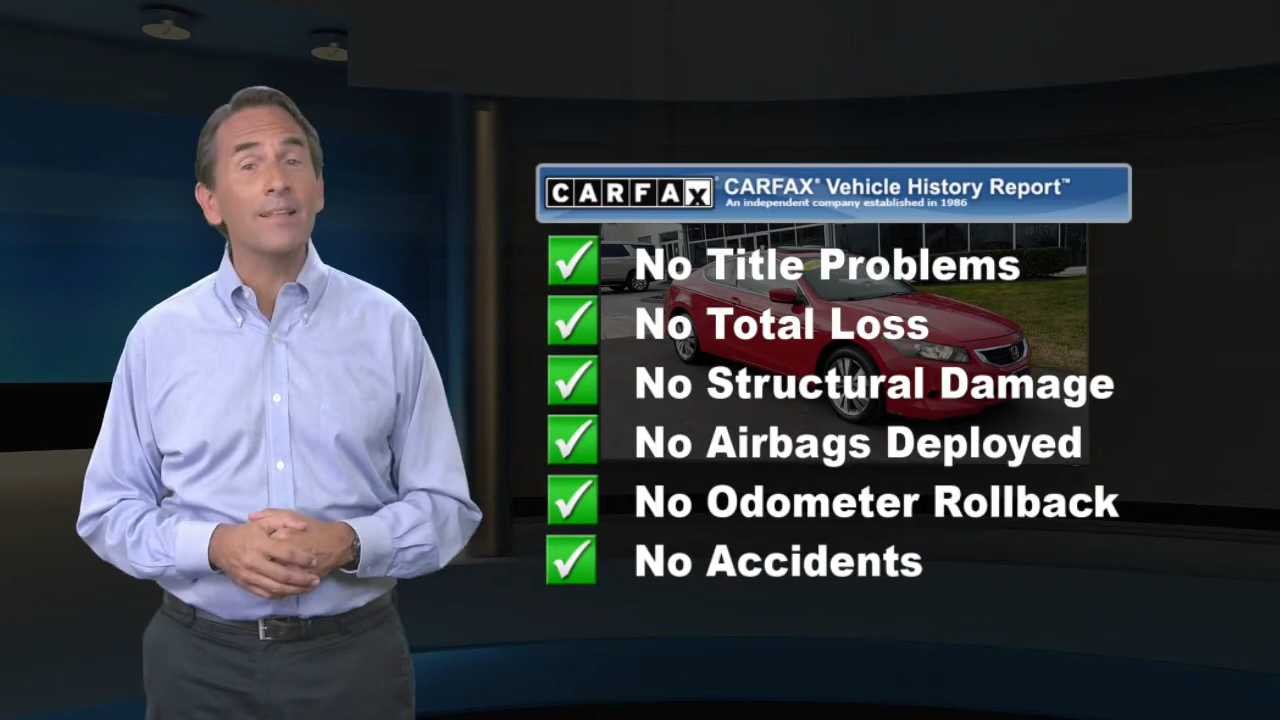 CARFAX® CARFAX® Vehicle History Report™
An independent company established in 1986
No Title Problems
No Total Loss
No Structural Damage
No Airbags Deployed
No Odometer Rollback
No Accidents